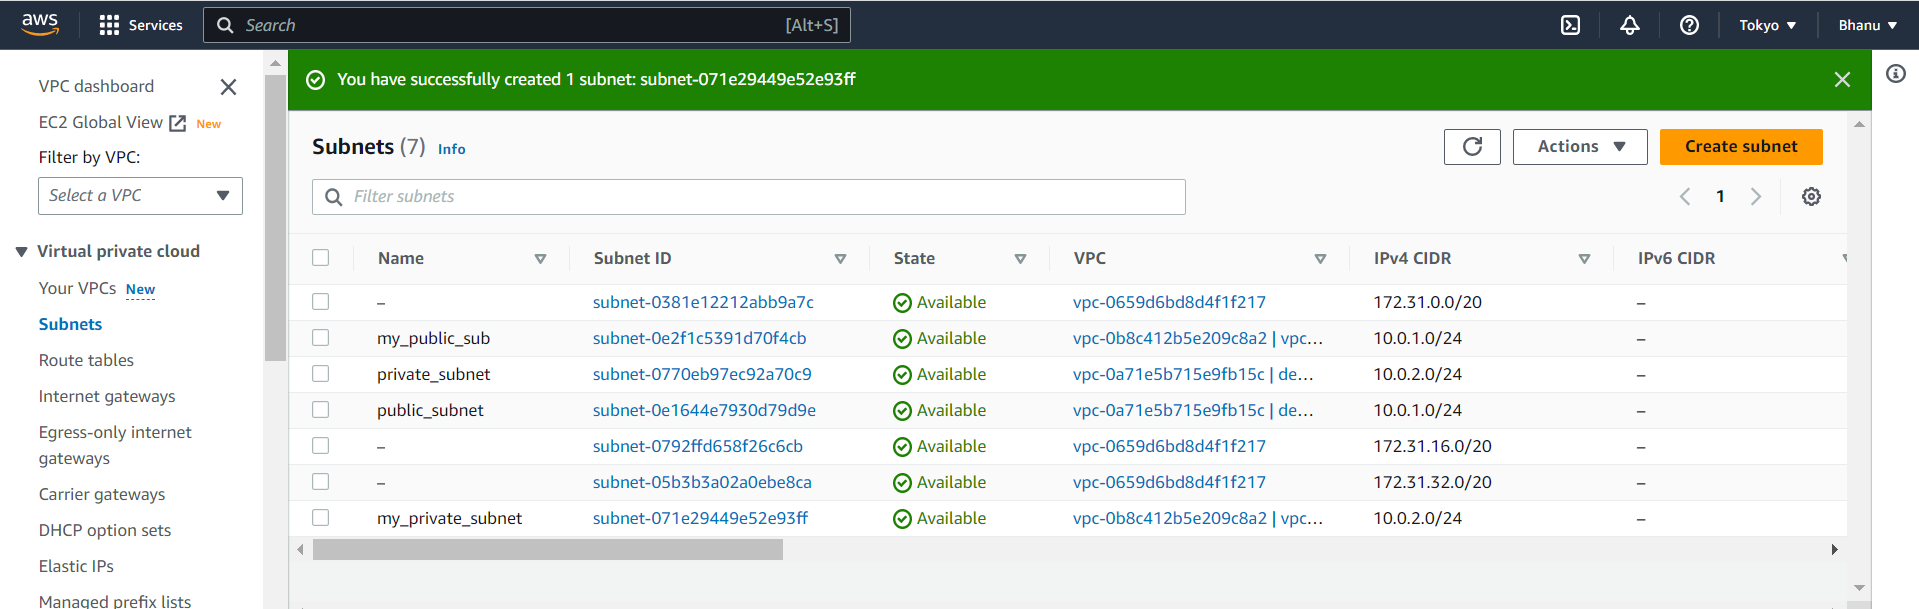 aws
Services
Search
[Alt+S]
Tokyo
Bhanu
VPC dashboard
EC2 Global View New
Filter by VPC:
Select a VPC
Virtual private cloud
Your VPCs New
Subnets
Route tables
Internet gateways
Egress-only internet
gateways
Carrier gateways
DHCP option sets
Elastic IPs
Managed prefix lists
You have successfully created 1 subnet: subnet-071e29449e52e93ff
Subnets (7) Info
Actions
Create subnet
Filter subnets
1
Name Subnet ID State VPC IPv4 CIDR IPv6 CIDR
– subnet-0381e12212abb9a7c Available vpc-0659d6bd8d4f1f217 172.31.0.0/20 –
my_public_sub subnet-0e2f1c5391d70f4cb Available vpc-0b8c412b5e209c8a2 | vpc... 10.0.1.0/24 –
private_subnet subnet-0770eb97ec92a70c9 Available vpc-0a71e5b715e9fb15c | de... 10.0.2.0/24 –
public_subnet subnet-0e1644e7930d79d9e Available vpc-0a71e5b715e9fb15c | de... 10.0.1.0/24 –
– subnet-0792ffd658f26c6cb Available vpc-0659d6bd8d4f1f217 172.31.16.0/20 –
– subnet-05b3b3a02a0ebe8ca Available vpc-0659d6bd8d4f1f217 172.31.32.0/20 –
my_private_subnet subnet-071e29449e52e93ff Available vpc-0b8c412b5e209c8a2 | vpc... 10.0.2.0/24 –